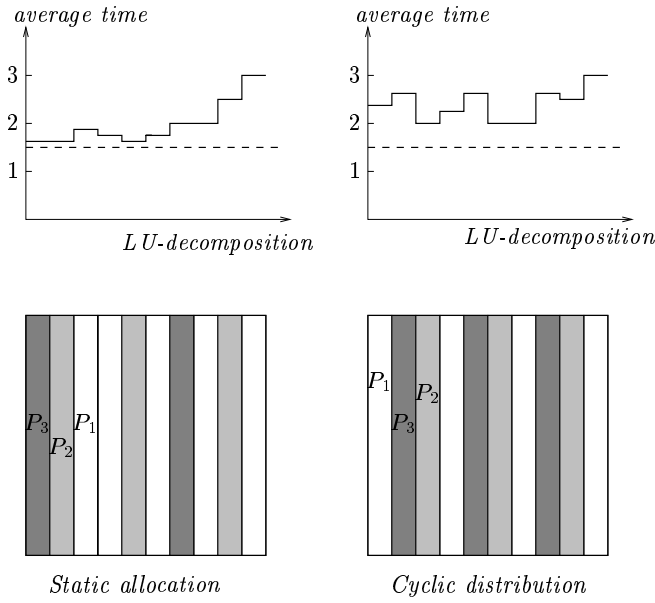 average time
3
2
1
LU-decomposition
average time
3
2
1
LU-decomposition
P3
P2
P1
Static allocation
P1
P3
P2
Cyclic distribution